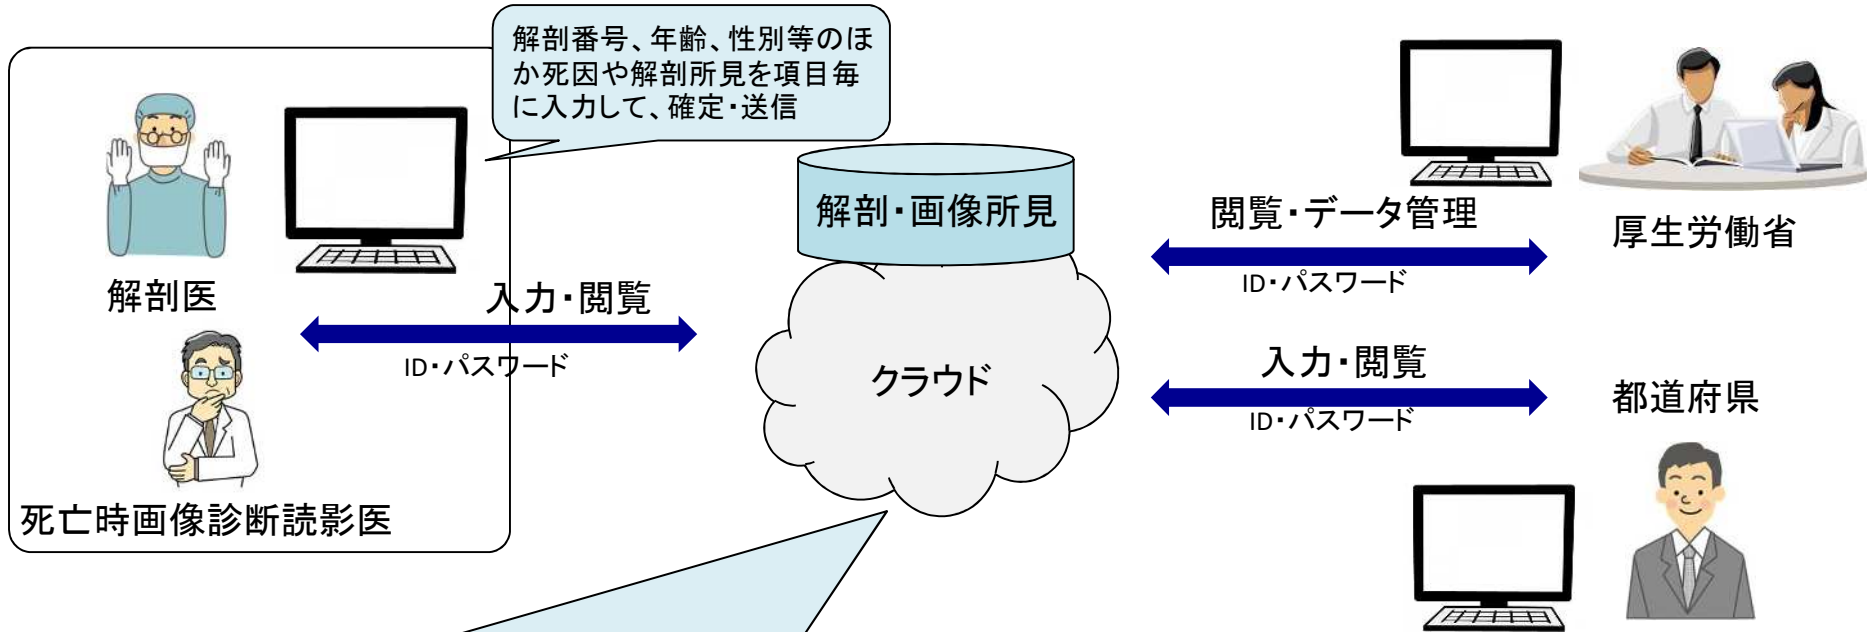 解剖番号、年齢、性別等のほ
か死因や解剖所見を項目毎
に入力して、確定・送信
解剖医
死亡時画像診断読影医
入力・閲覧
ID・パスワード
解剖・画像所見
クラウド
閲覧・データ管理
ID・パスワード
厚生労働省
入力・閲覧
ID・パスワード
都道府県